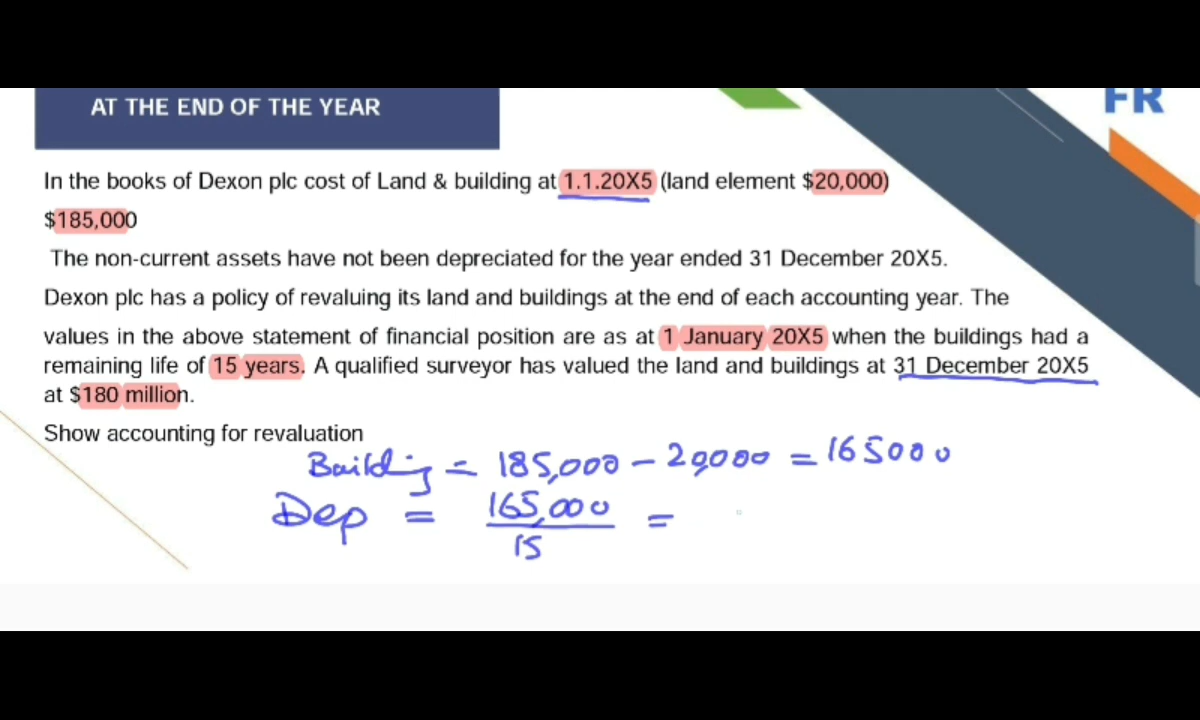 AT THE END OF THE YEAR
FR
In the books of Dexon plc cost of Land & building at 1.1.20X5 (land element $20,000)
$185,000
The non-current assets have not been depreciated for the year ended 31 December 20X5.
Dexon plc has a policy of revaluing its land and buildings at the end of each accounting year. The
values in the above statement of financial position are as at 1 January 20X5 when the buildings had a
remaining life of 15 years. A qualified surveyor has valued the land and buildings at 31 December 20X5
at $180 million.
Show accounting for revaluation
Building = 185,000 - 20,000 = 165000
Dep = 165,000 =
15